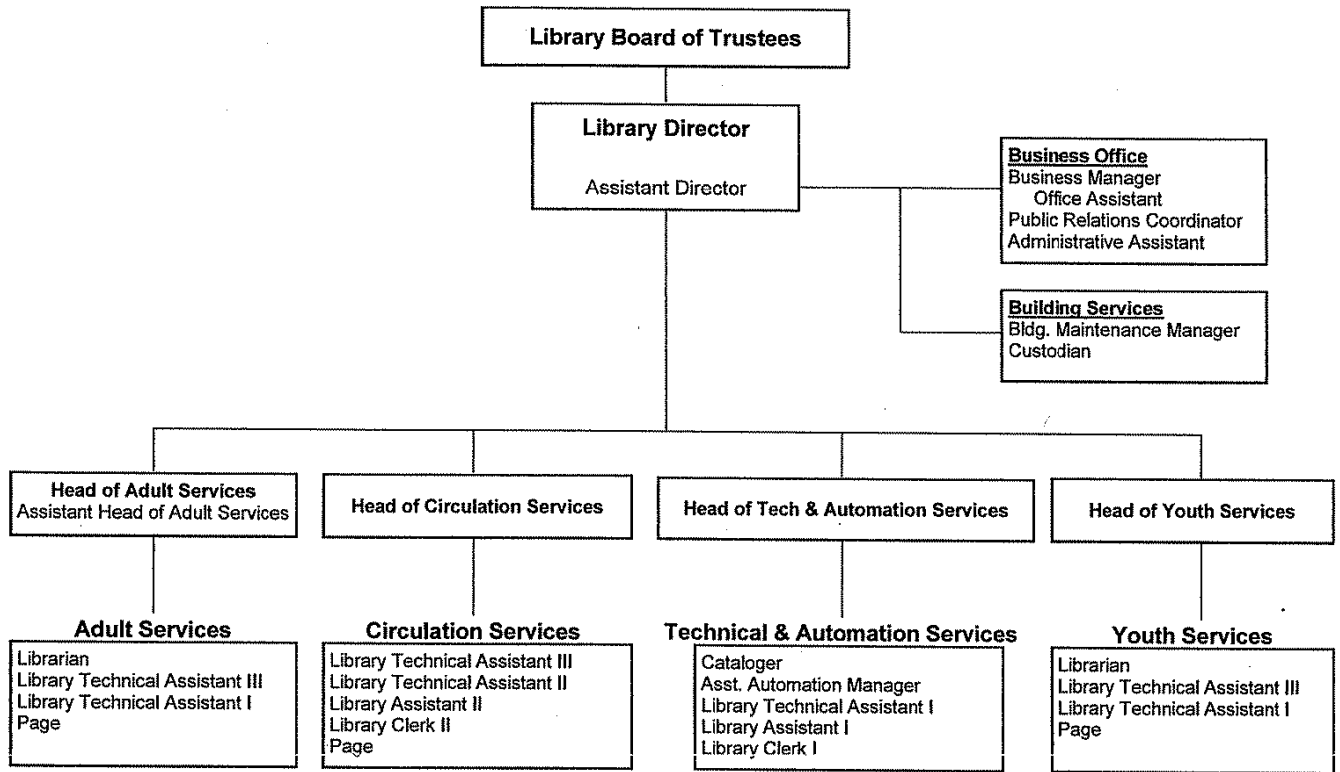 Library Board of Trustees
Library Director
Assistant Director
Business Office
Business Manager
Office Assistant
Public Relations Coordinator
Administrative Assistant
Building Services
Bldg. Maintenance Manager
Custodian
Head of Adult Services
Assistant Head of Adult Services
Head of Circulation Services
Head of Tech & Automation Services
Head of Youth Services
Adult Services
Librarian
Library Technical Assistant III
Library Technical Assistant I
Page
Circulation Services
Library Technical Assistant III
Library Technical Assistant II
Library Assistant II
Library Clerk II
Page
Technical & Automation Services
Cataloger
Asst. Automation Manager
Library Technical Assistant I
Library Assistant I
Library Clerk I
Youth Services
Librarian
Library Technical Assistant III
Library Technical Assistant I
Page